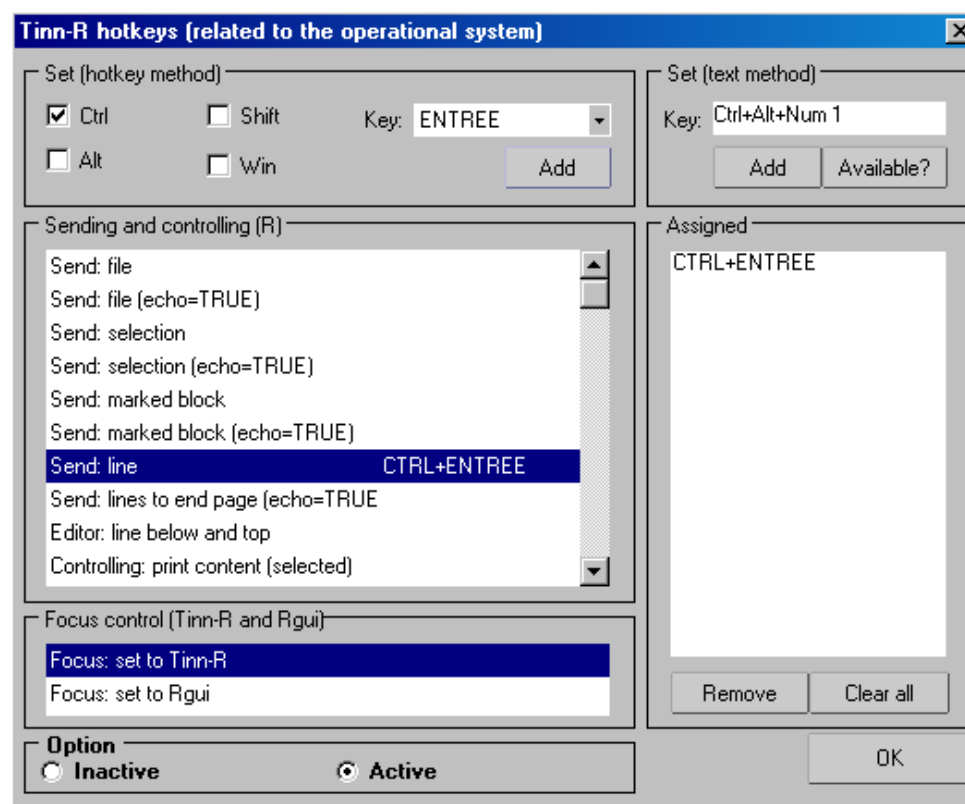 Tinn-R hotkeys (related to the operational system)
Set (hotkey method)
Ctrl
Shift
Key: ENTREE
Alt
Win
Add
Set (text method)
Key: Ctrl+Alt+Num 1
Add
Available?
Sending and controlling (R)
Send: file
Send: file (echo=TRUE)
Send: selection
Send: selection (echo=TRUE)
Send: marked block
Send: marked block (echo=TRUE)
Send: line CTRL+ENTREE
Send: lines to end page (echo=TRUE
Editor: line below and top
Controlling: print content (selected)
Assigned
CTRL+ENTREE
Remove
Clear all
Focus control (Tinn-R and Rgui)
Focus: set to Tinn-R
Focus: set to Rgui
Option
Inactive
Active
OK